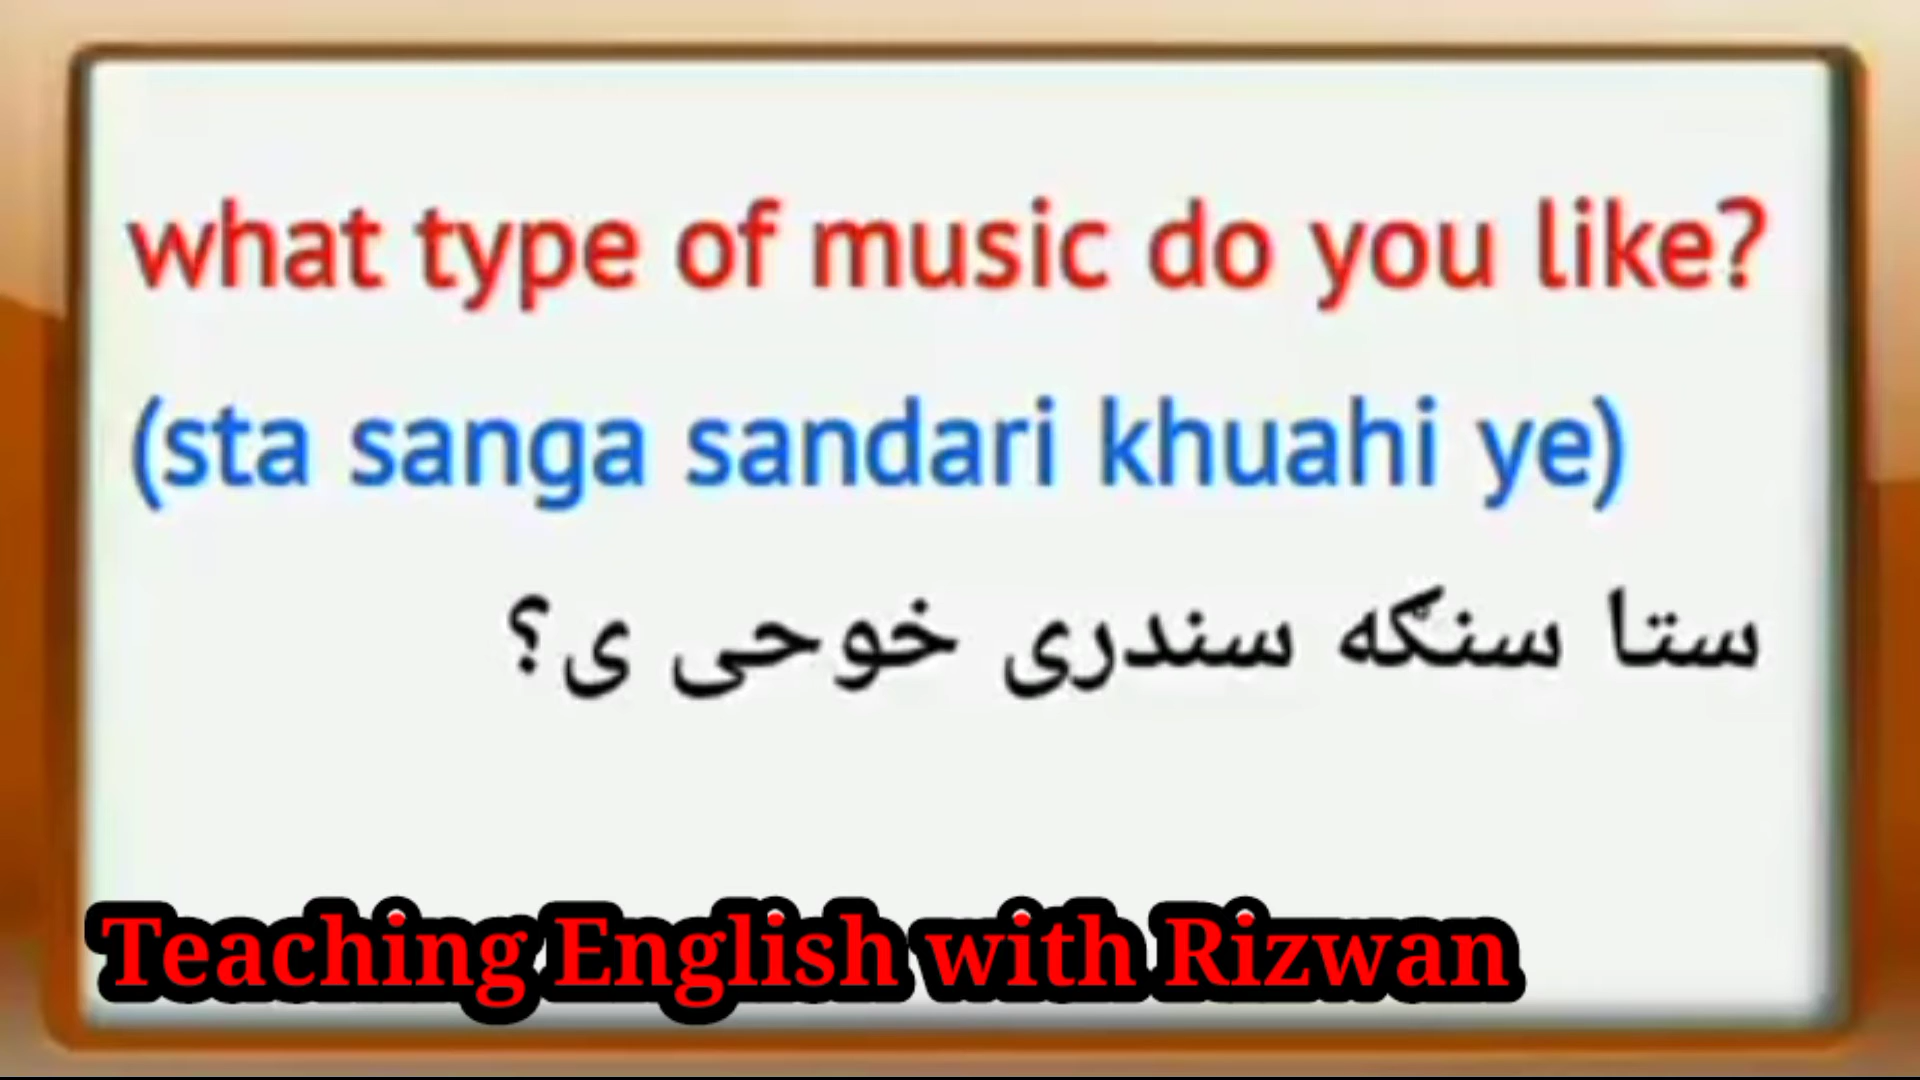 what type of music do you like?
(sta sanga sandari khuahi ye)
ستا سنګه سندری خوحی ی؟
Teaching English with Rizwan